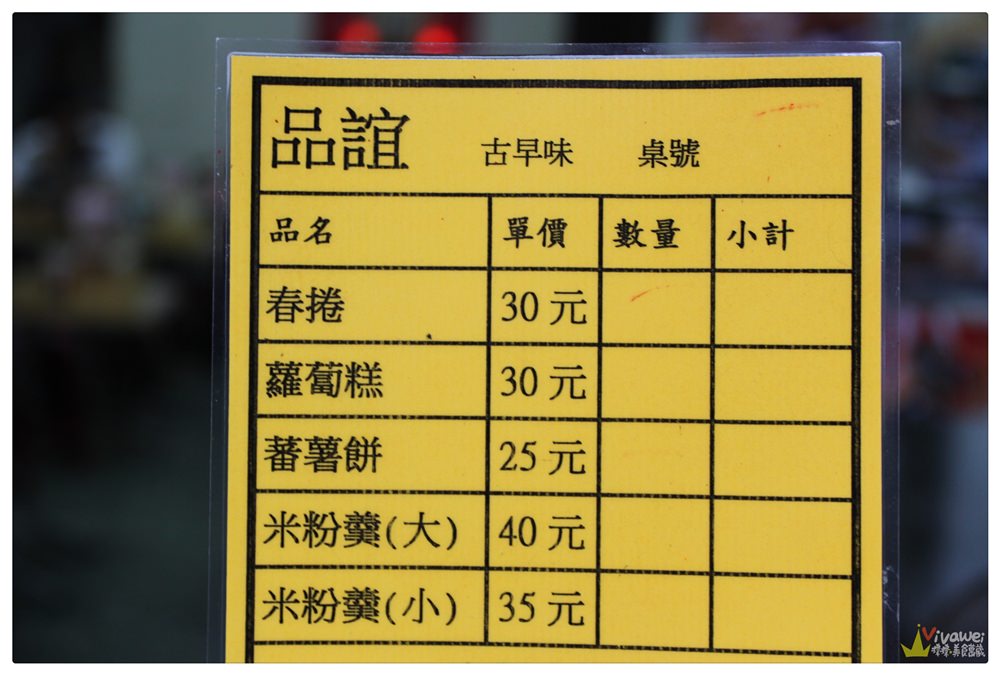 品誼 古早味 桌號
品名 單價 數量 小計
春捲 30元
蘿蔔糕 30元
蕃薯餅 25元
米粉羹(大) 40元
米粉羹(小) 35元
Vivawei